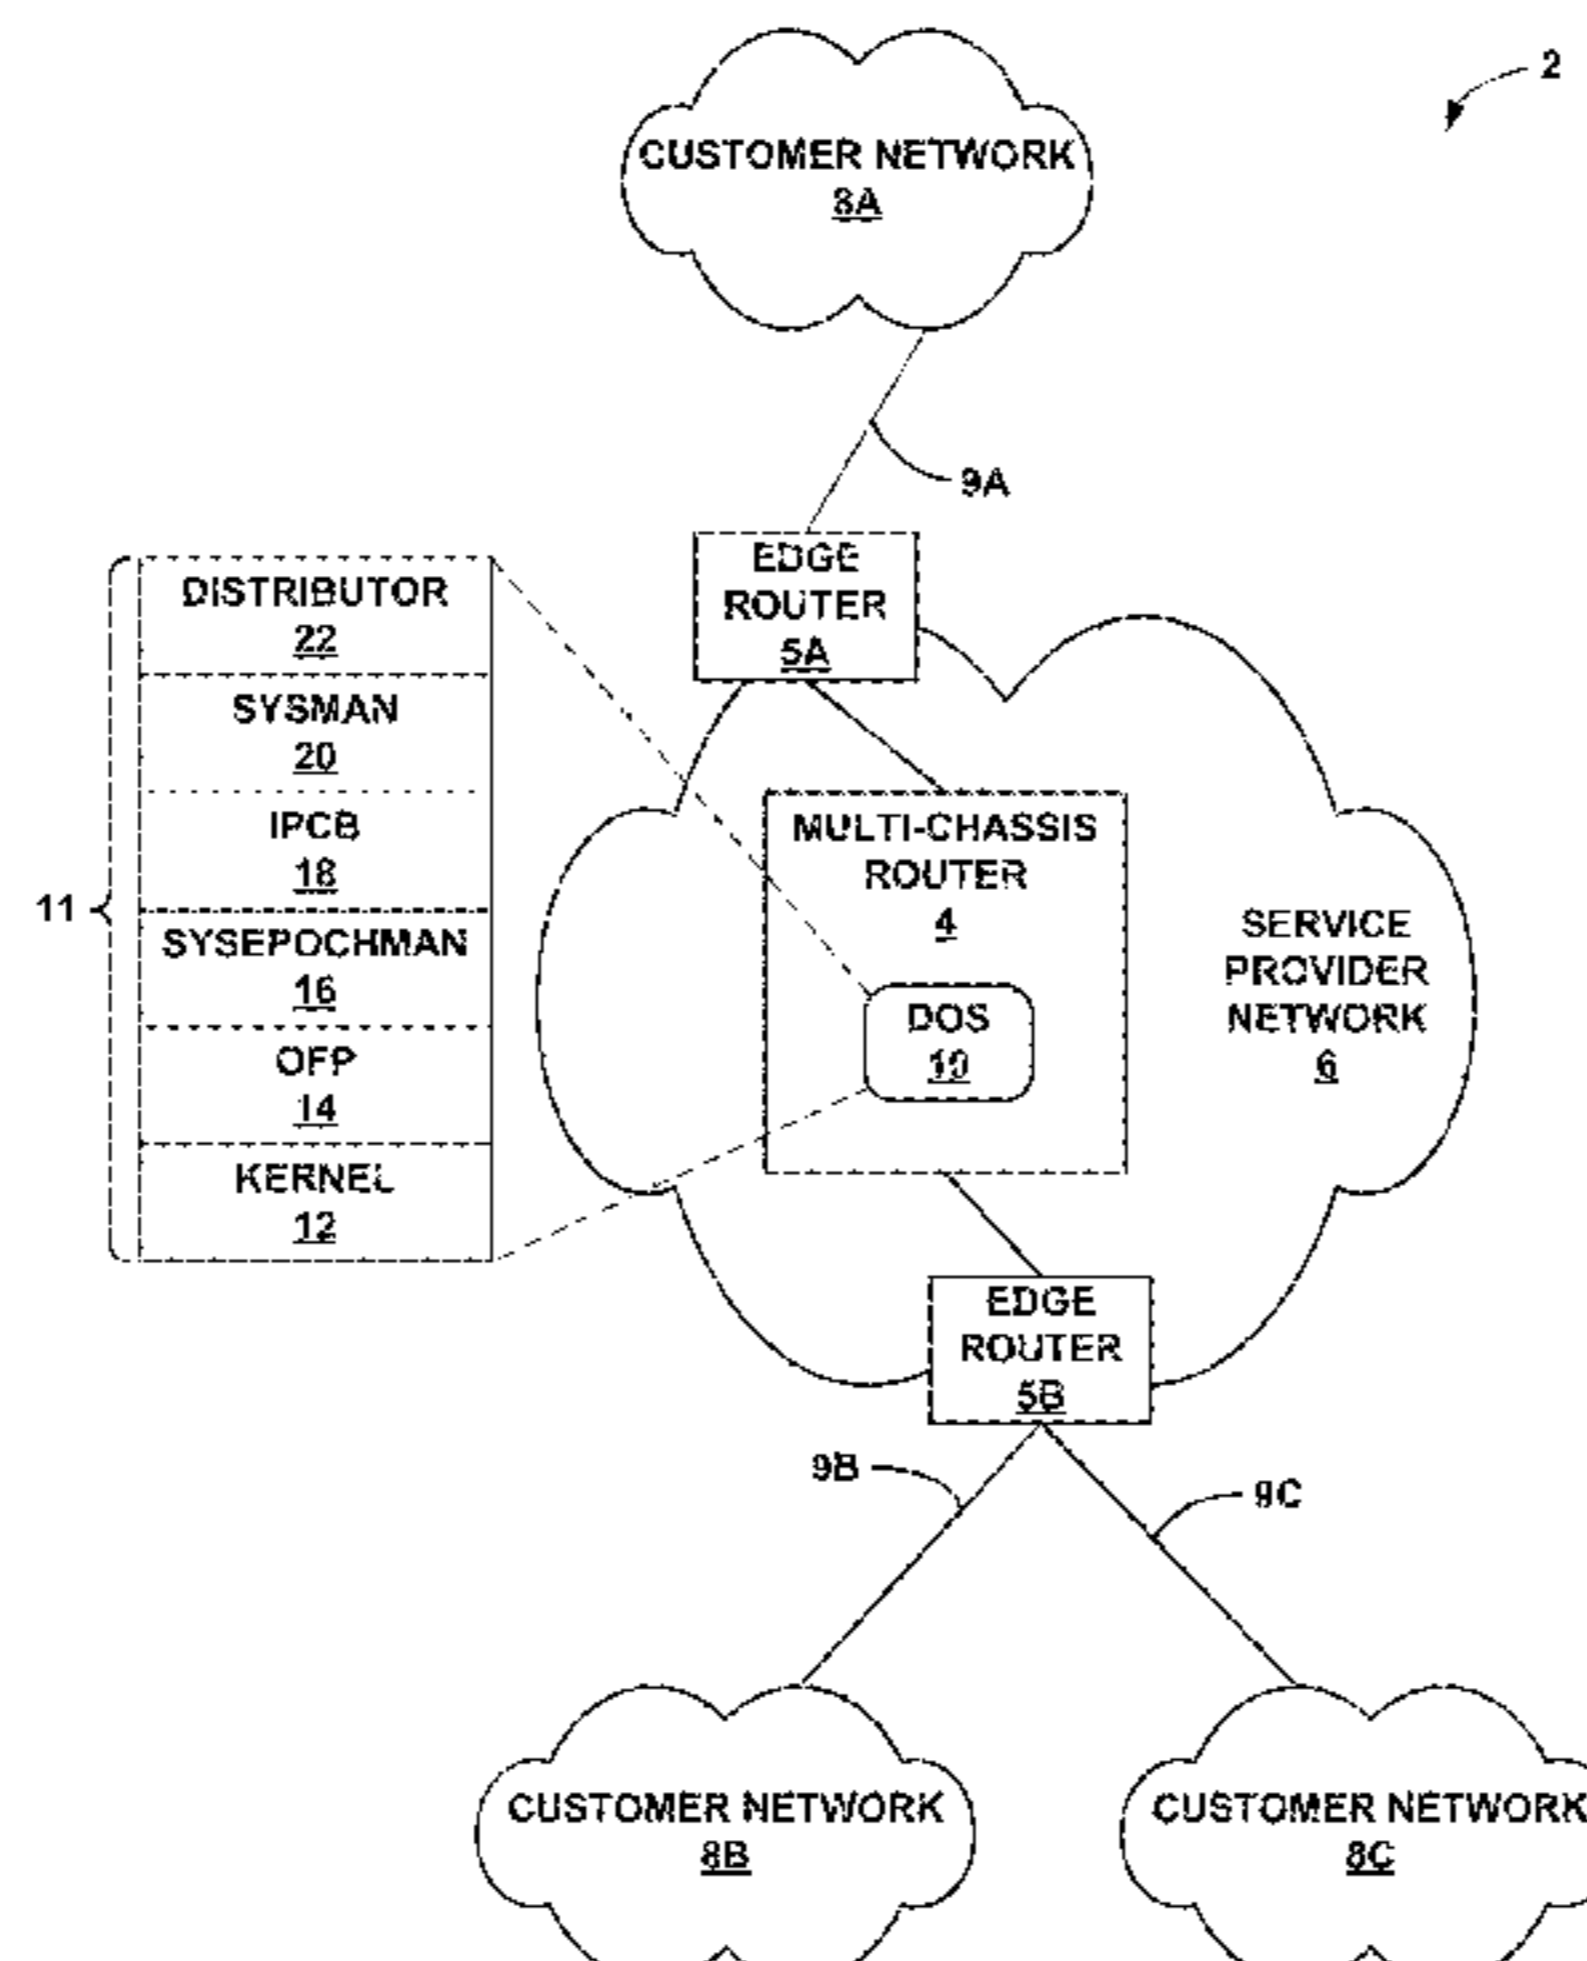 2
CUSTOMER NETWORK
8A
9A
EDGE
ROUTER
5A
DISTRIBUTOR
22
SYSMAN
20
IPCB
18
SYSEPOCHMAN
16
OFP
14
KERNEL
12
11
MULTI-CHASSIS
ROUTER
4
DOS
10
SERVICE
PROVIDER
NETWORK
6
EDGE
ROUTER
5B
9B
9C
CUSTOMER NETWORK
8B
CUSTOMER NETWORK
8C